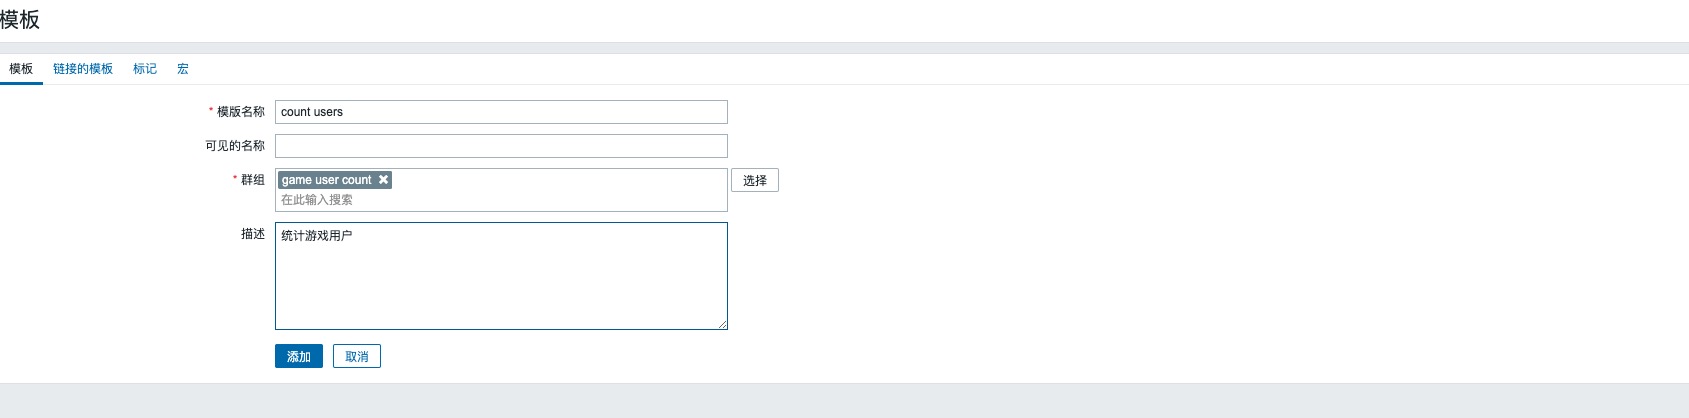 模板
模板 链接的模板 标记 宏
* 模版名称 count users
可见的名称
* 群组 game user count ✖ 选择
在此输入搜索
描述 统计游戏用户
添加 取消